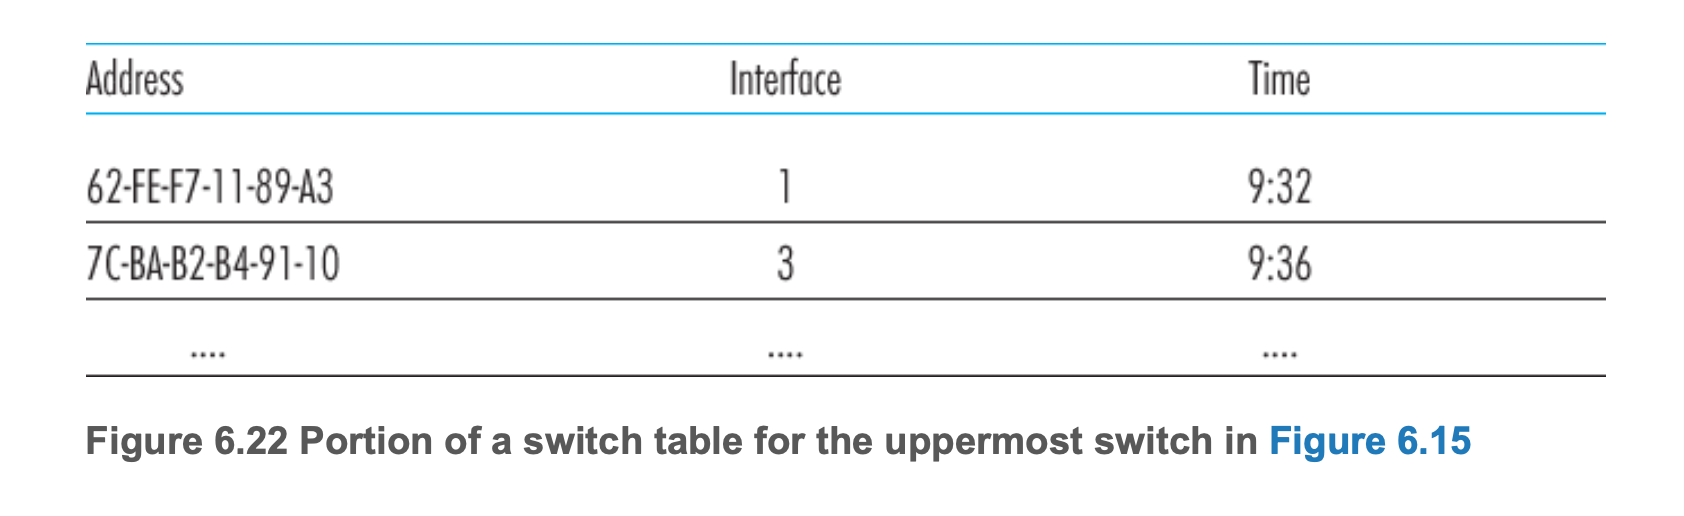 Address Interface Time
62-FE-F7-11-89-A3 1 9:32
7C-BA-B2-B4-91-10 3 9:36
.... .... ....
Figure 6.22 Portion of a switch table for the uppermost switch in Figure 6.15